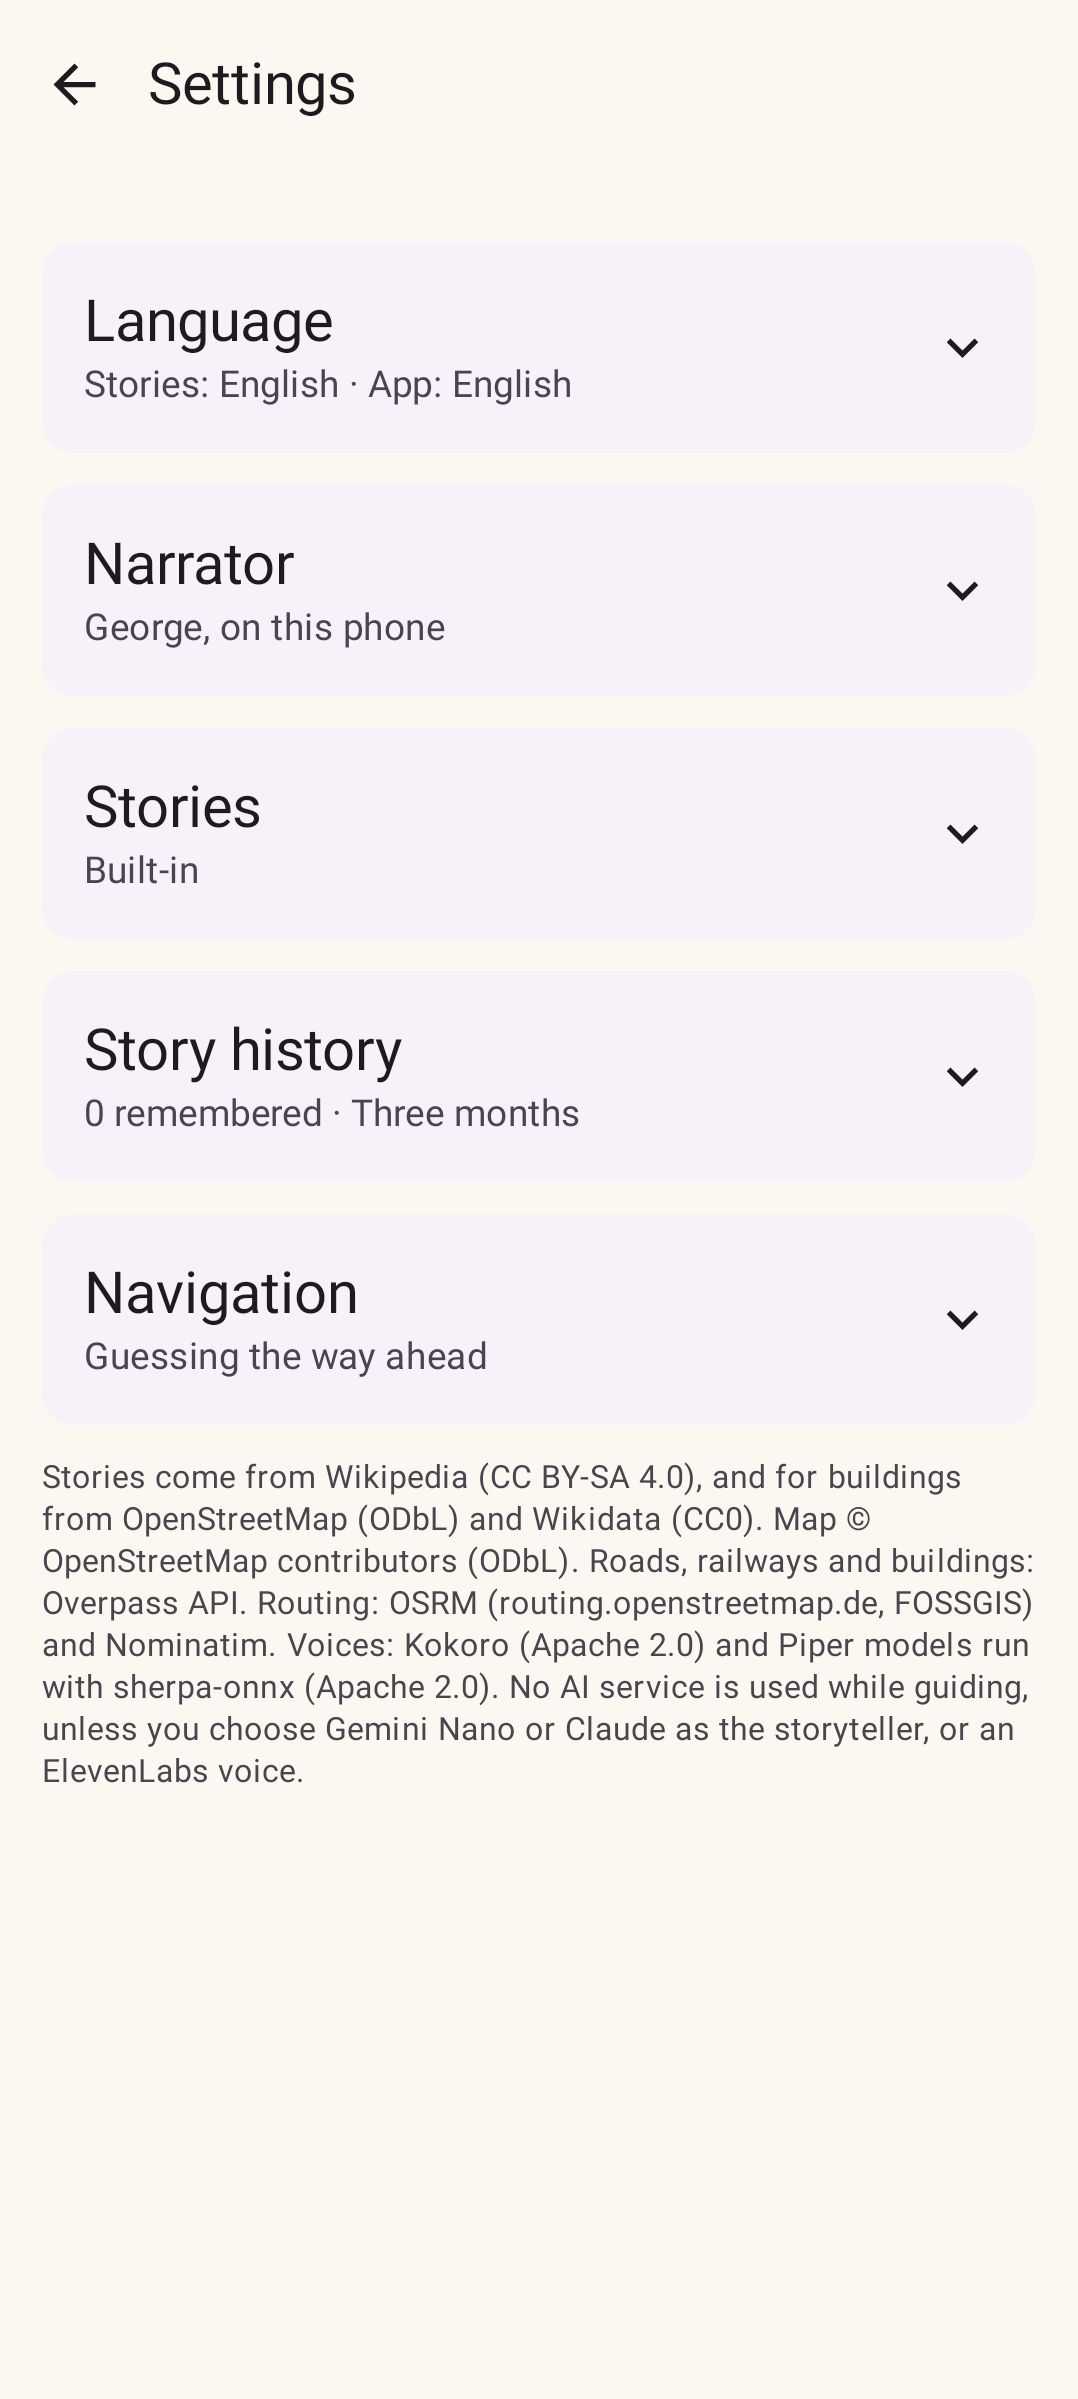 Settings
Language
Stories: English · App: English
Narrator
George, on this phone
Stories
Built-in
Story history
0 remembered · Three months
Navigation
Guessing the way ahead
Stories come from Wikipedia (CC BY-SA 4.0), and for buildings
from OpenStreetMap (ODbL) and Wikidata (CC0). Map ©
OpenStreetMap contributors (ODbL). Roads, railways and buildings:
Overpass API. Routing: OSRM (routing.openstreetmap.de, FOSSGIS)
and Nominatim. Voices: Kokoro (Apache 2.0) and Piper models run
with sherpa-onnx (Apache 2.0). No AI service is used while guiding,
unless you choose Gemini Nano or Claude as the storyteller, or an
ElevenLabs voice.